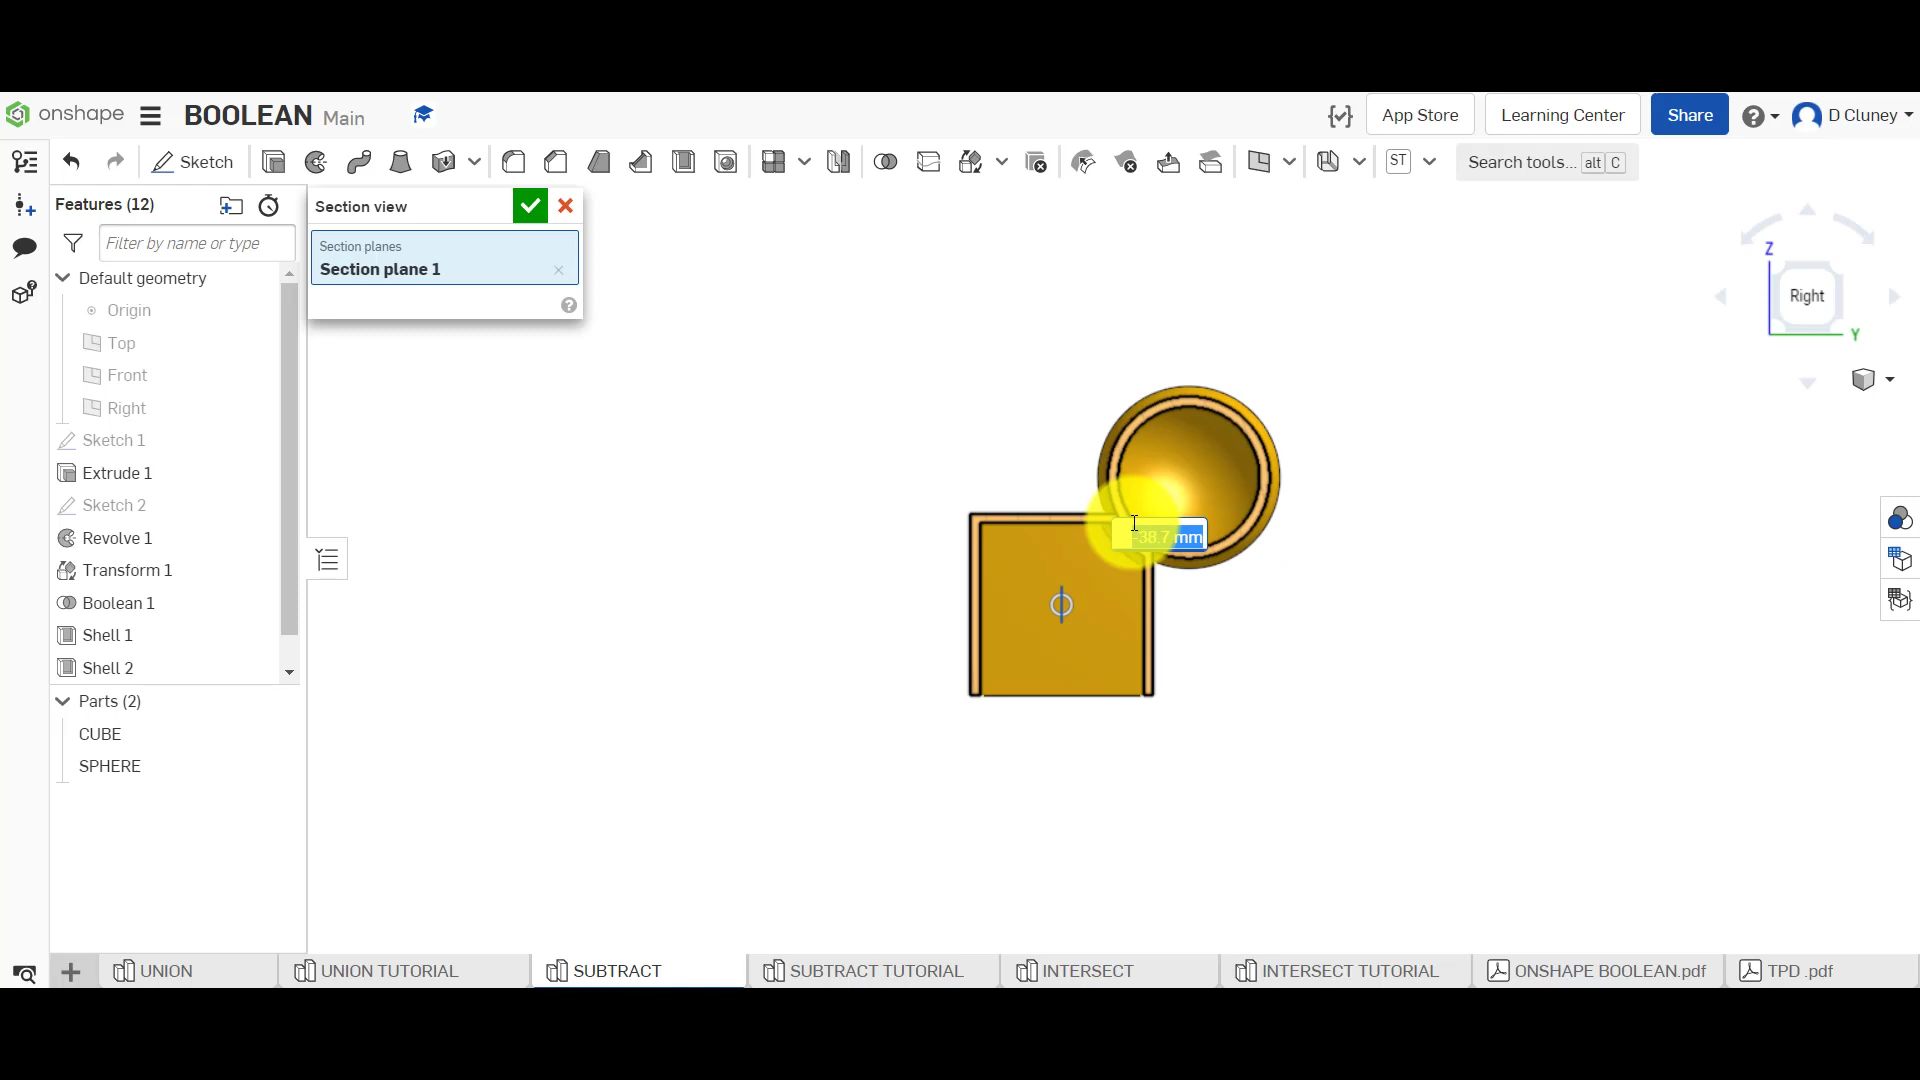 onshape BOOLEAN Main App Store Learning Center Share D Cluney
Sketch ST Search tools... alt C
Features (12)
Filter by name or type
Default geometry
Origin
Top
Front
Right
Sketch 1
Extrude 1
Sketch 2
Revolve 1
Transform 1
Boolean 1
Shell 1
Shell 2
Parts (2)
CUBE
SPHERE
Section view
Section planes
Section plane 1
-38.7 mm
Z
Right
Y
UNION UNION TUTORIAL SUBTRACT SUBTRACT TUTORIAL INTERSECT INTERSECT TUTORIAL ONSHAPE BOOLEAN.pdf TPD .pdf